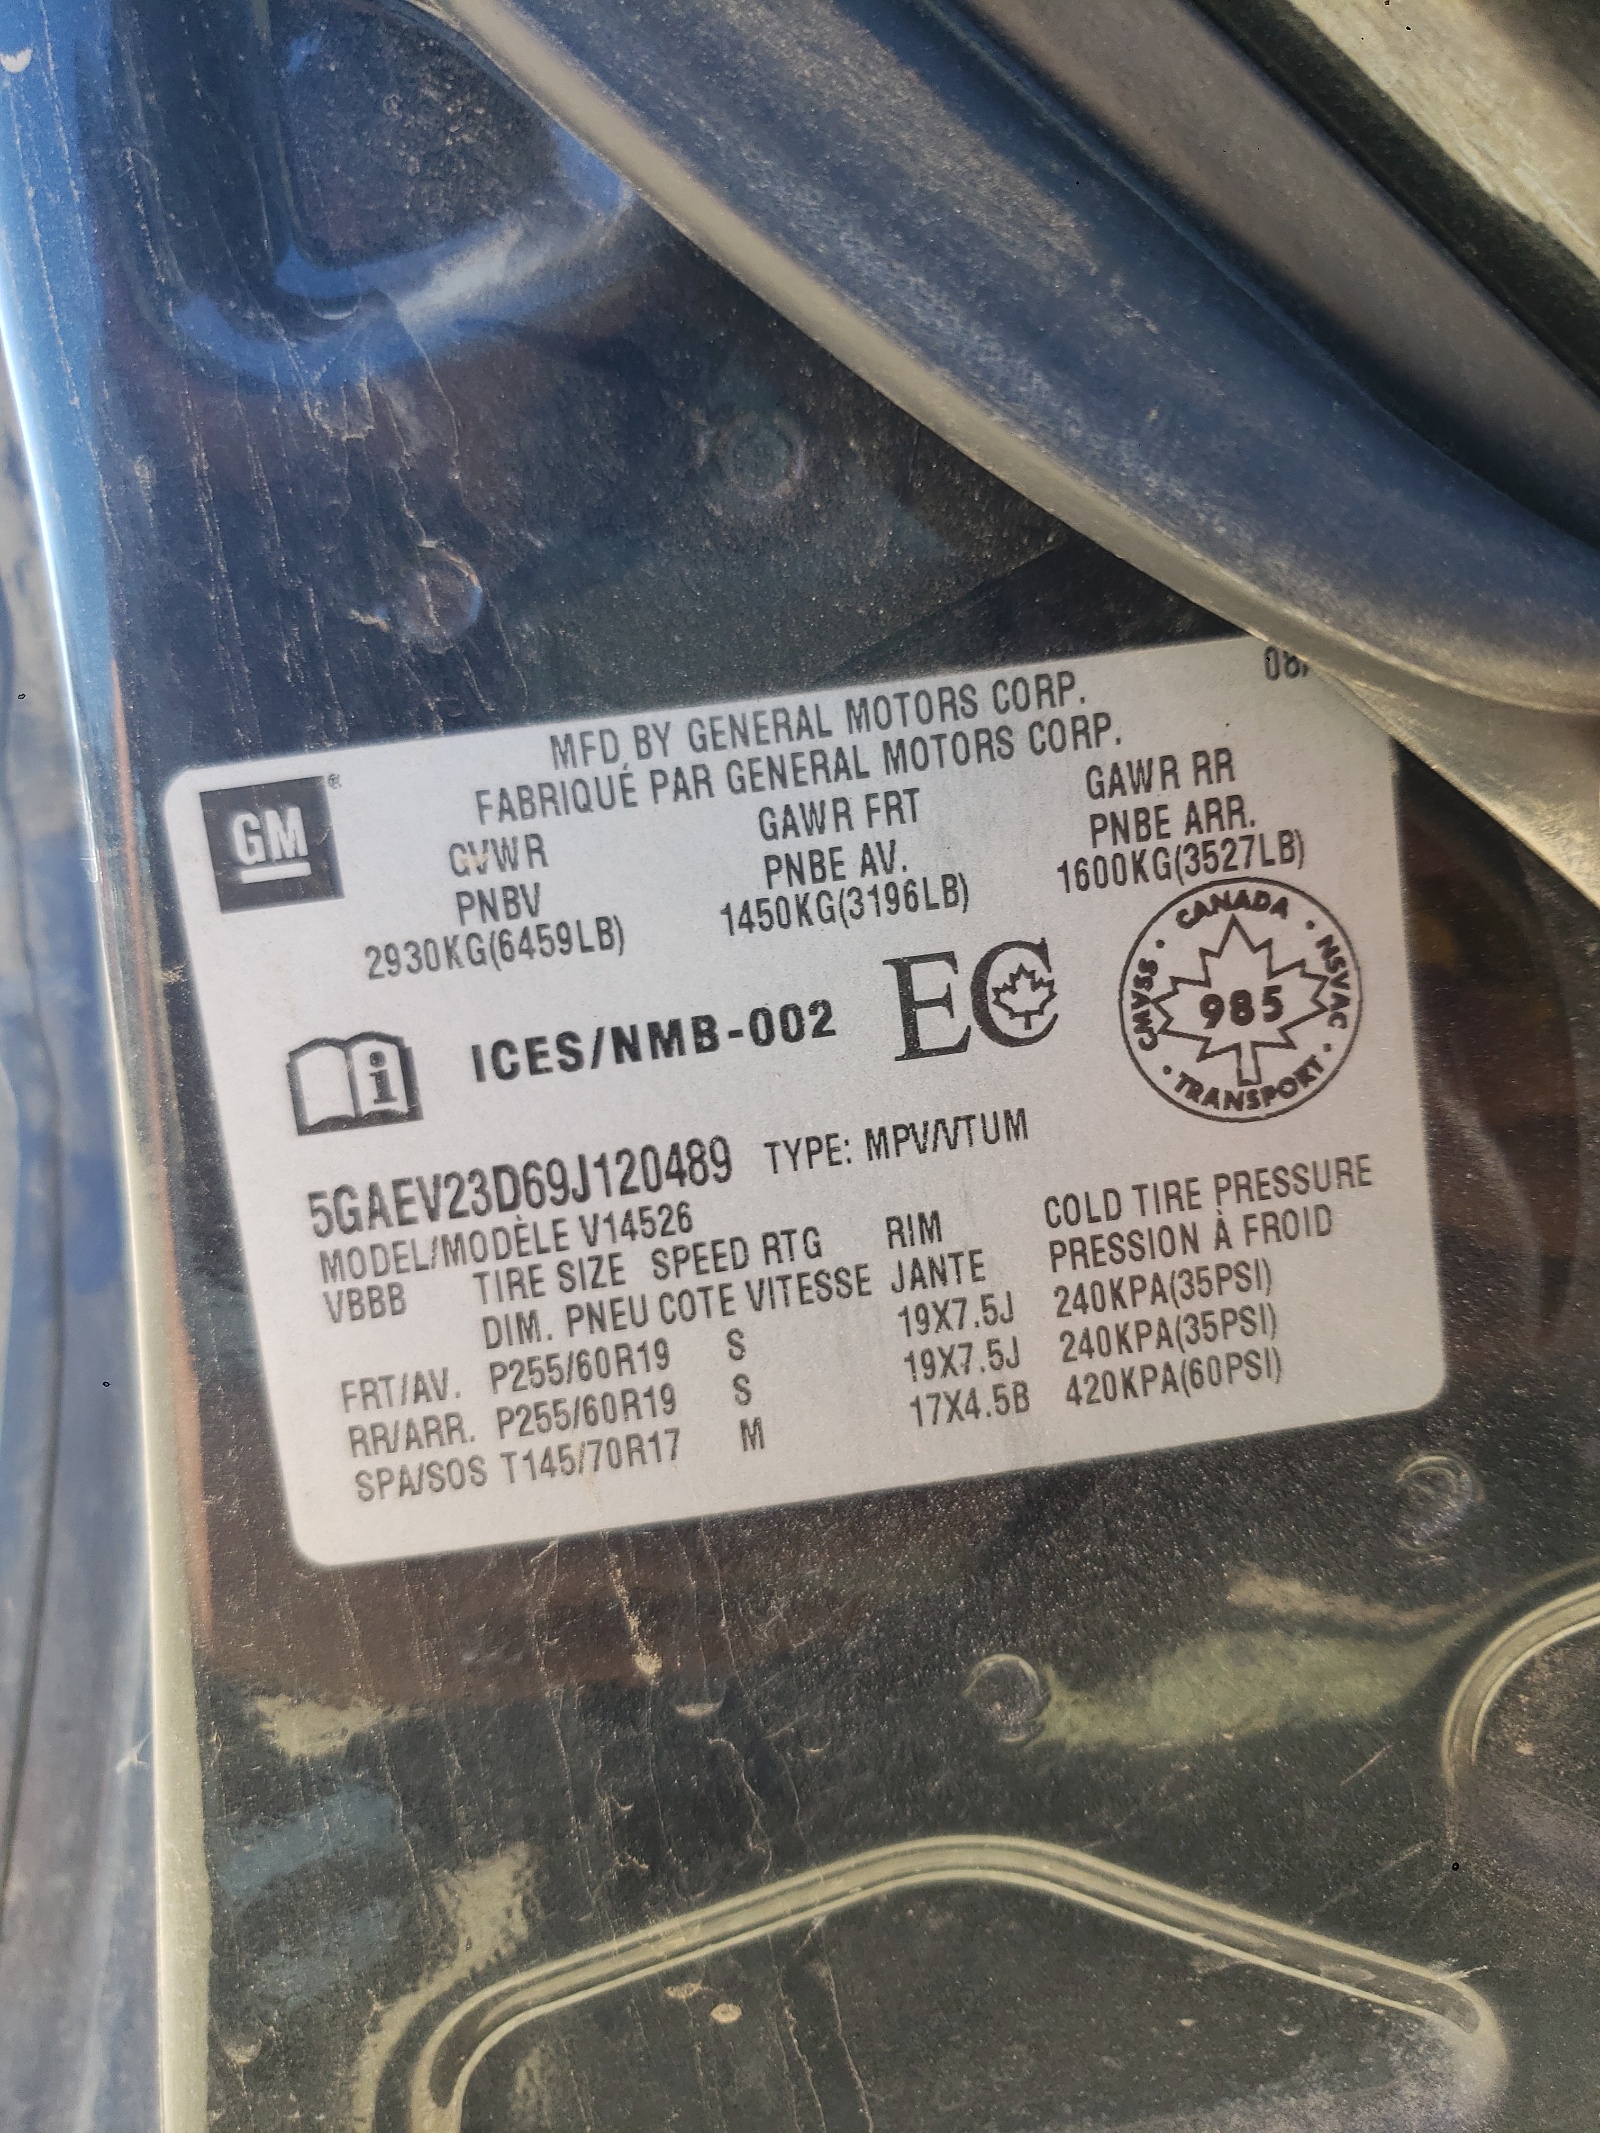 08/
MFD BY GENERAL MOTORS CORP.
FABRIQUÉ PAR GENERAL MOTORS CORP.
GM ®
GVWR GAWR FRT GAWR RR
PNBV PNBE AV. PNBE ARR.
2930KG(6459LB) 1450KG(3196LB) 1600KG(3527LB)
i ICES/NMB-002 EC
CANADA · NSVAC · TRANSPORT · CMVSS ·
985
5GAEV23D69J120489 TYPE: MPV/VTUM
MODEL/MODÈLE V14526
VBBB TIRE SIZE SPEED RTG RIM COLD TIRE PRESSURE
DIM. PNEU COTE VITESSE JANTE PRESSION À FROID
FRT/AV. P255/60R19 S 19X7.5J 240KPA(35PSI)
RR/ARR. P255/60R19 S 19X7.5J 240KPA(35PSI)
SPA/SOS T145/70R17 M 17X4.5B 420KPA(60PSI)